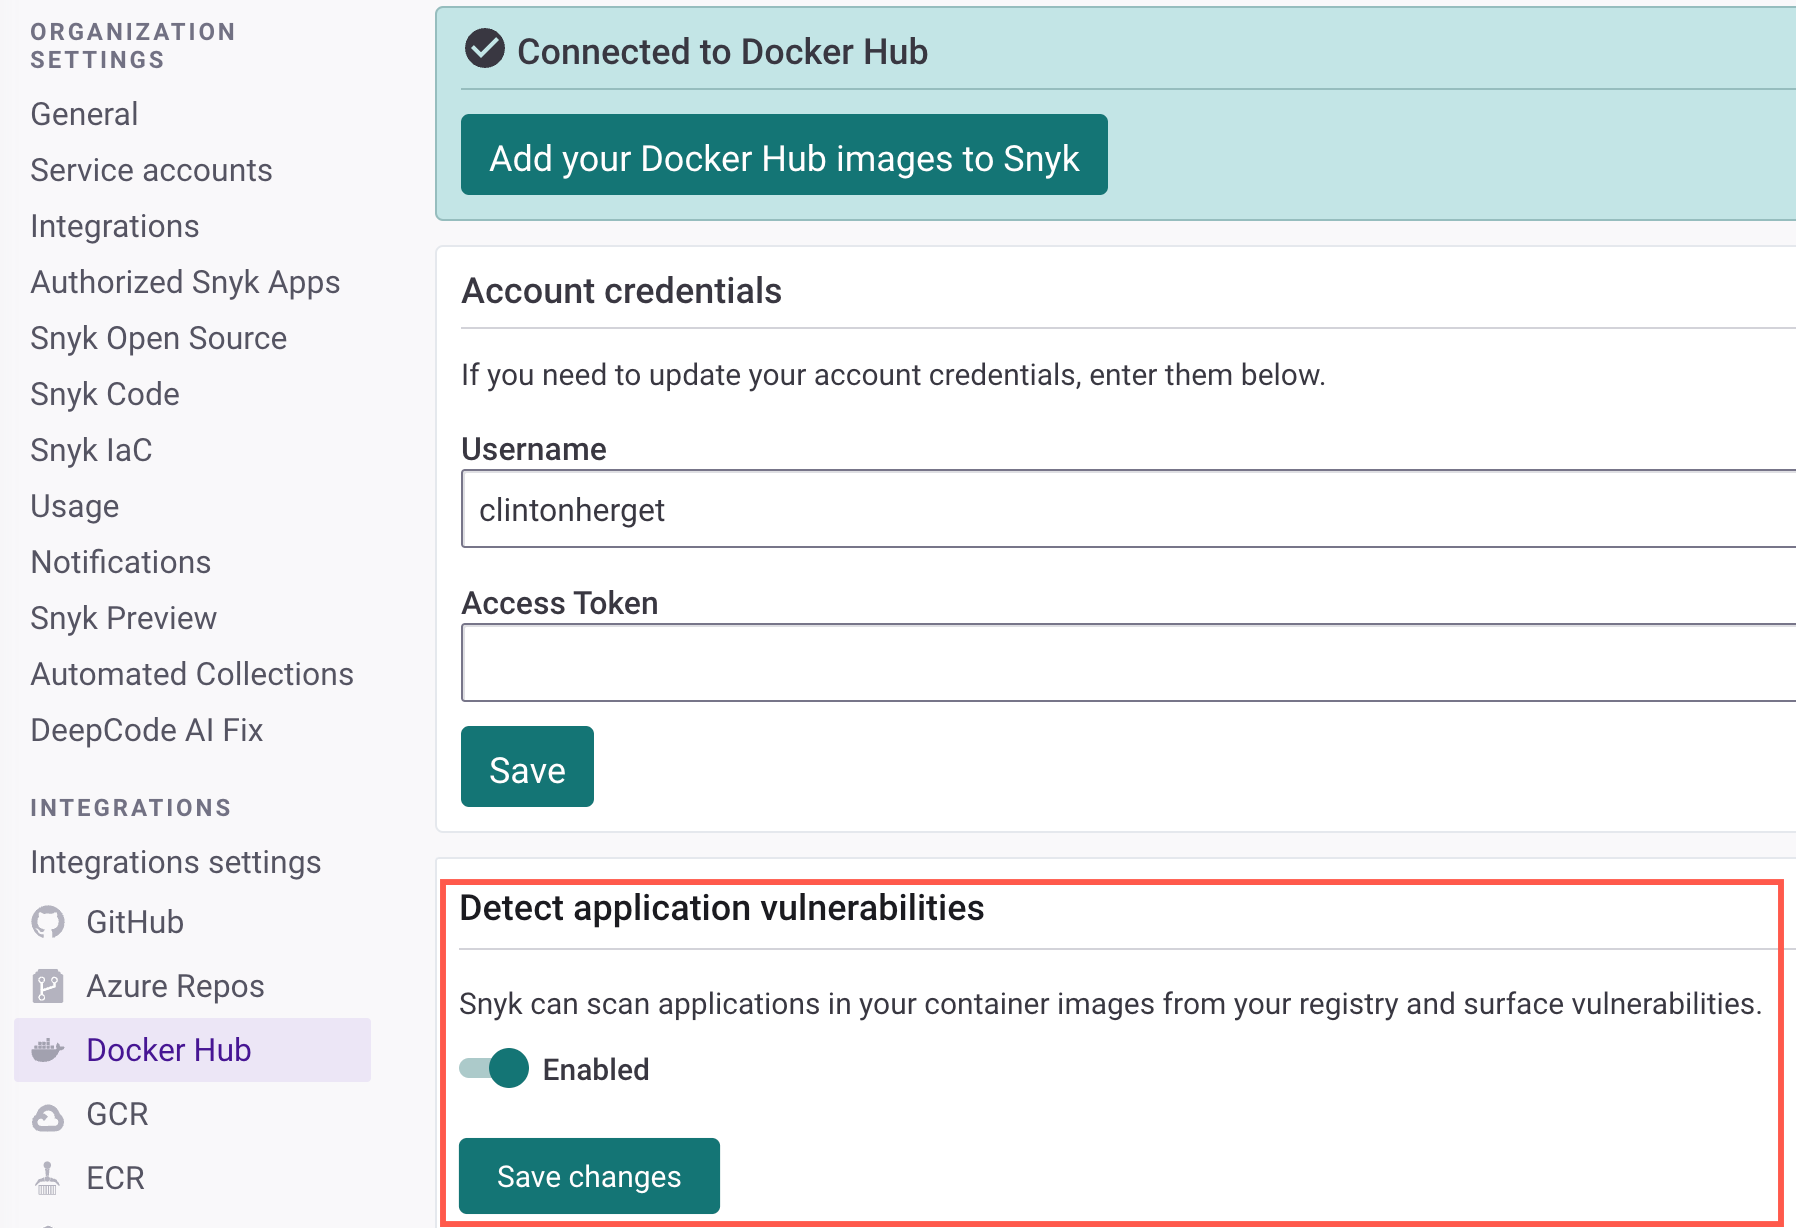 ORGANIZATION
SETTINGS
General
Service accounts
Integrations
Authorized Snyk Apps
Snyk Open Source
Snyk Code
Snyk IaC
Usage
Notifications
Snyk Preview
Automated Collections
DeepCode AI Fix
INTEGRATIONS
Integrations settings
GitHub
Azure Repos
Docker Hub
GCR
ECR
Connected to Docker Hub
Add your Docker Hub images to Snyk
Account credentials
If you need to update your account credentials, enter them below.
Username
clintonherget
Access Token
Save
Detect application vulnerabilities
Snyk can scan applications in your container images from your registry and surface vulnerabilities.
Enabled
Save changes